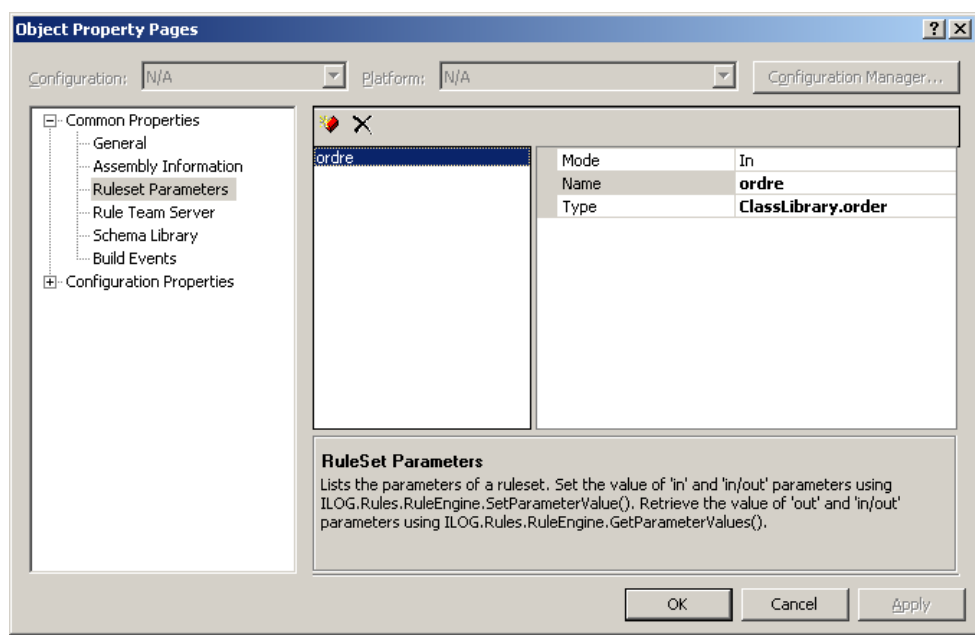 Object Property Pages
Configuration: N/A Platform: N/A Configuration Manager...
Common Properties
General
Assembly Information
Ruleset Parameters
Rule Team Server
Schema Library
Build Events
Configuration Properties
ordre
Mode In
Name ordre
Type ClassLibrary.order
RuleSet Parameters
Lists the parameters of a ruleset. Set the value of 'in' and 'in/out' parameters using
ILOG.Rules.RuleEngine.SetParameterValue(). Retrieve the value of 'out' and 'in/out'
parameters using ILOG.Rules.RuleEngine.GetParameterValues().
OK Cancel Apply